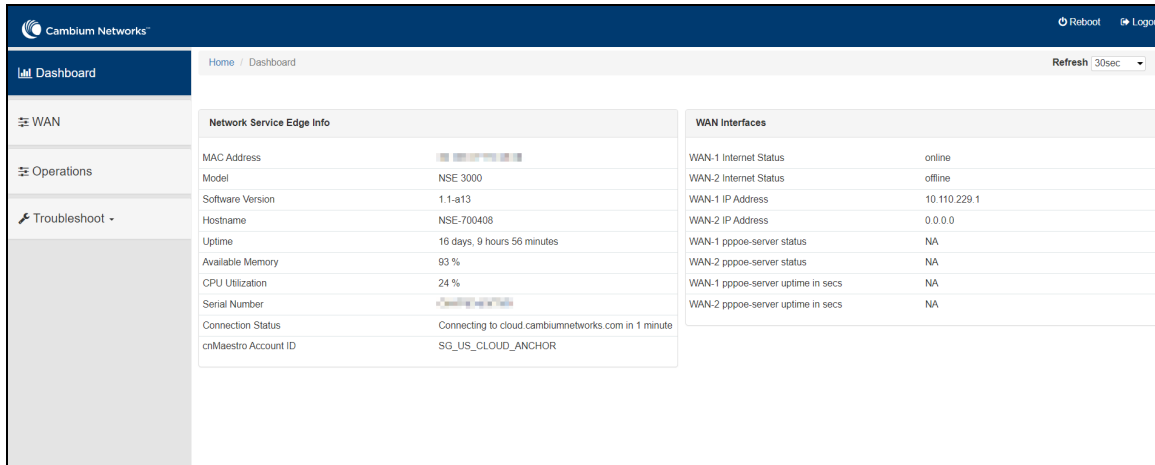 Cambium Networks™
Reboot
Dashboard
Home / Dashboard
Refresh 30sec
WAN
Operations
Troubleshoot
Network Service Edge Info
MAC Address
Model NSE 3000
Software Version 1.1-a13
Hostname NSE-700408
Uptime 16 days, 9 hours 56 minutes
Available Memory 93 %
CPU Utilization 24 %
Serial Number
Connection Status Connecting to cloud.cambiumnetworks.com in 1 minute
cnMaestro Account ID SG_US_CLOUD_ANCHOR
WAN Interfaces
WAN-1 Internet Status online
WAN-2 Internet Status offline
WAN-1 IP Address 10.110.229.1
WAN-2 IP Address 0.0.0.0
WAN-1 pppoe-server status NA
WAN-2 pppoe-server status NA
WAN-1 pppoe-server uptime in secs NA
WAN-2 pppoe-server uptime in secs NA